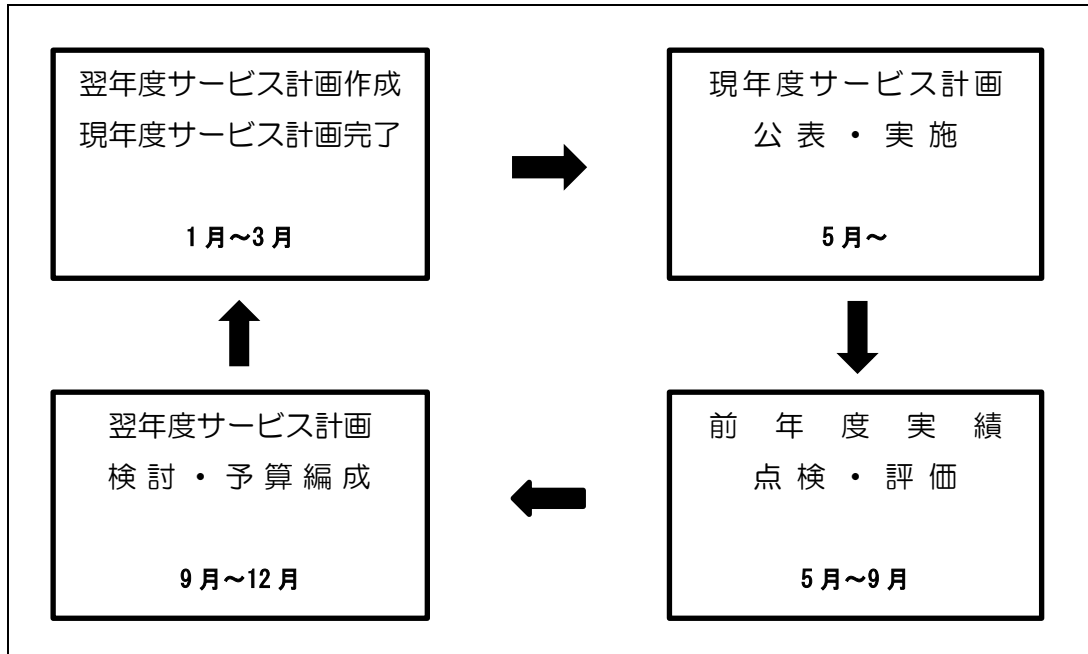 翌年度サービス計画作成
現年度サービス計画完了
1月～3月
現年度サービス計画
公表・実施
5月～
翌年度サービス計画
検討・予算編成
9月～12月
前年度実績
点検・評価
5月～9月